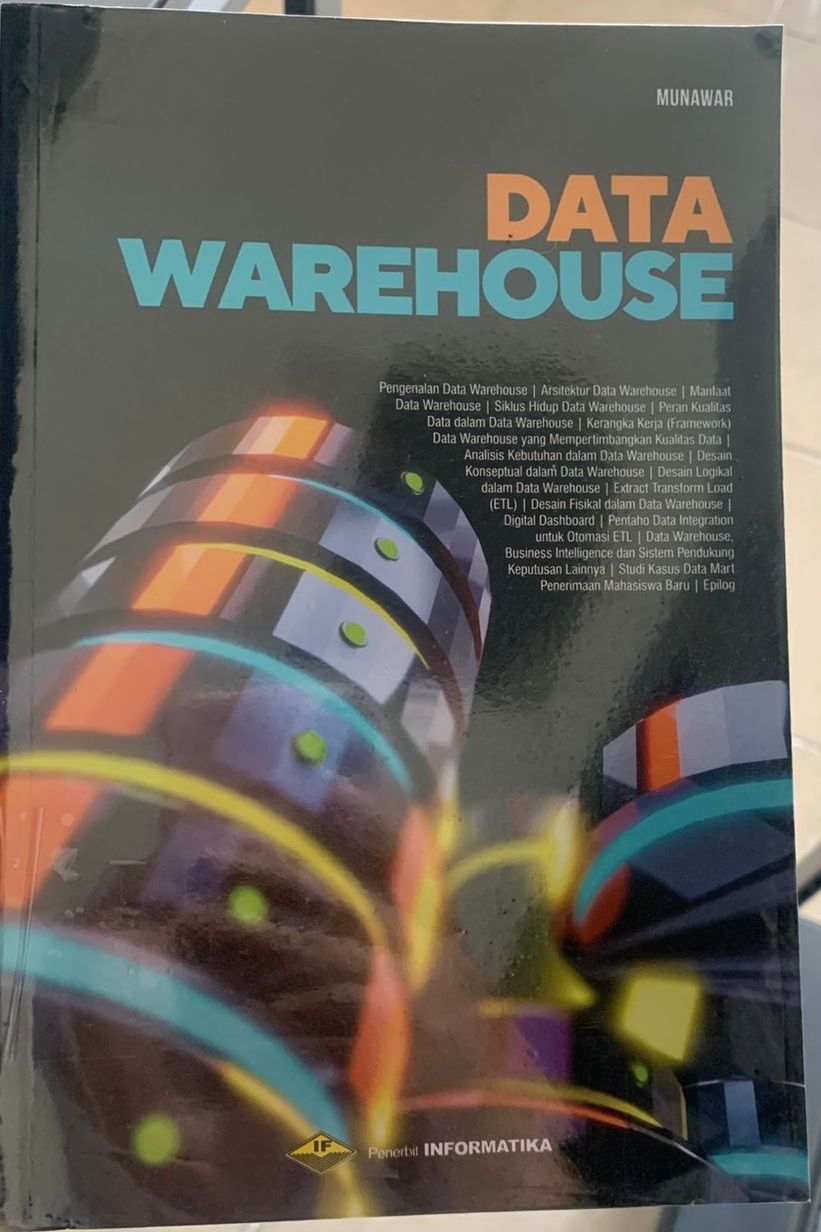 MUNAWAR
DATA
WAREHOUSE
Pengenalan Data Warehouse | Arsitektur Data Warehouse | Manfaat
Data Warehouse | Siklus Hidup Data Warehouse | Peran Kualitas
Data dalam Data Warehouse | Kerangka Kerja (Framework)
Data Warehouse yang Mempertimbangkan Kualitas Data |
Analisis Kebutuhan dalam Data Warehouse | Desain
Konseptual dalam Data Warehouse | Desain Logikal
dalam Data Warehouse | Extract Transform Load
(ETL) | Desain Fisikal dalam Data Warehouse |
Digital Dashboard | Pentaho Data Integration
untuk Otomasi ETL | Data Warehouse,
Business Intelligence dan Sistem Pendukung
Keputusan Lainnya | Studi Kasus Data Mart
Penerimaan Mahasiswa Baru | Epilog
IF Penerbit INFORMATIKA